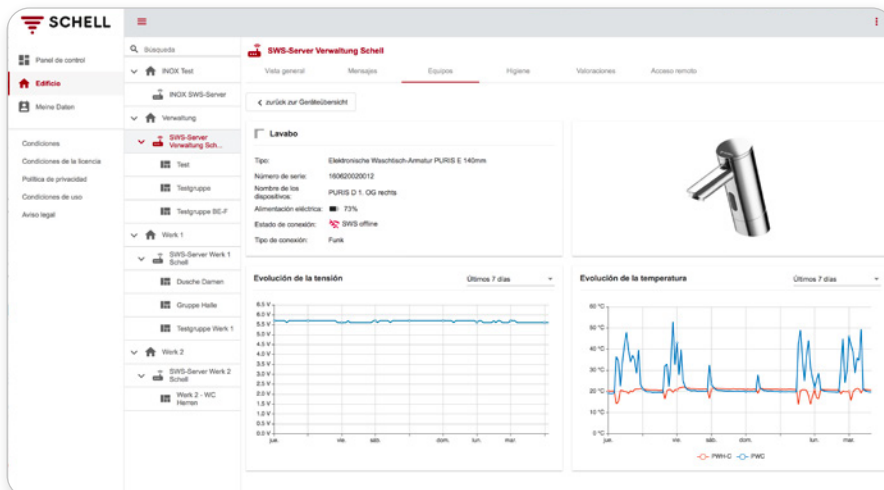 SCHELL
Panel de control
Edificio
Meine Daten
Condiciones
Condiciones de la licencia
Política de privacidad
Condiciones de uso
Aviso legal
Búsqueda
INOX Test
INOX SWS-Server
Verwaltung
SWS-Server
Verwaltung Sch...
Test
Testgruppe
Testgruppe BE-F
Werk 1
SWS-Server Werk 1
Schell
Dusche Damen
Gruppe Halle
Testgruppe Werk 1
Werk 2
SWS-Server Werk 2
Schell
Werk 2 - WC
Herren
SWS-Server Verwaltung Schell
Vista general Mensajes Equipos Higiene Valoraciones Acceso remoto
zurück zur Geräteübersicht
Lavabo
Tipo: Elektronische Waschtisch-Armatur PURIS E 140mm
Número de serie: 160620020012
Nombre de los
dispositivos: PURIS D 1. OG rechts
Alimentación eléctrica: 73%
Estado de conexión: SWS offline
Tipo de conexión: Funk
Evolución de la tensión Últimos 7 días
6.5 V
6.0 V
5.5 V
5.0 V
4.5 V
4.0 V
3.5 V
3.0 V
2.5 V
2.0 V
1.5 V
1.0 V
0.5 V
0.0 V
jue. vie. sáb. dom. lun. mar.
Evolución de la temperatura Últimos 7 días
60 °C
50 °C
40 °C
30 °C
20 °C
10 °C
0 °C
jue. vie. sáb. dom. lun. mar.
PWH-C PWC